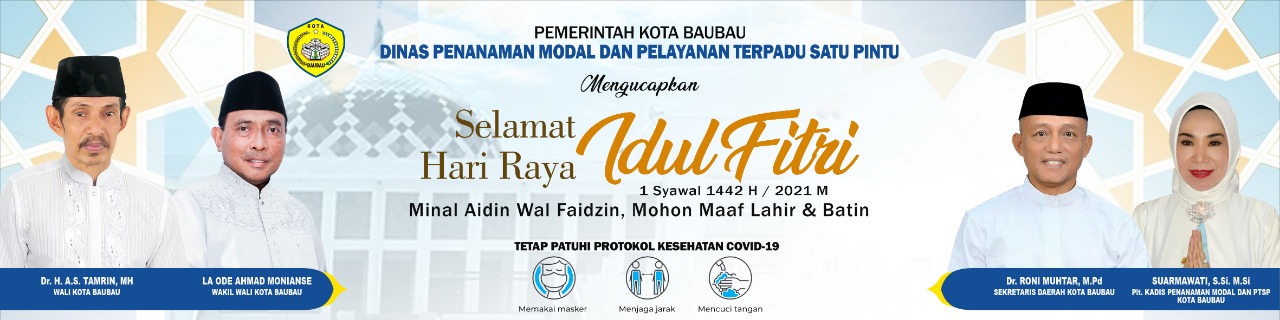 KOTA
BAUBAU
PEMERINTAH KOTA BAUBAU
DINAS PENANAMAN MODAL DAN PELAYANAN TERPADU SATU PINTU
Mengucapkan
Selamat
Hari Raya
Idul Fitri
1 Syawal 1442 H / 2021 M
Minal Aidin Wal Faidzin, Mohon Maaf Lahir & Batin
TETAP PATUHI PROTOKOL KESEHATAN COVID-19
Memakai masker
Menjaga jarak
Mencuci tangan
Dr. H. A.S. TAMRIN, MH
WALI KOTA BAUBAU
LA ODE AHMAD MONIANSE
WAKIL WALI KOTA BAUBAU
Dr. RONI MUHTAR, M.Pd
SEKRETARIS DAERAH KOTA BAUBAU
SUARMAWATI, S.Si. M.Si
Plt. KADIS PENANAMAN MODAL DAN PTSP
KOTA BAUBAU